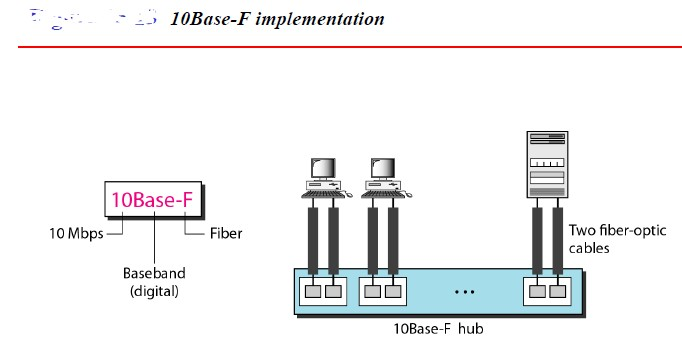 10Base-F implementation
10Base-F
10 Mbps
Fiber
Baseband
(digital)
Two fiber-optic
cables
...
10Base-F hub